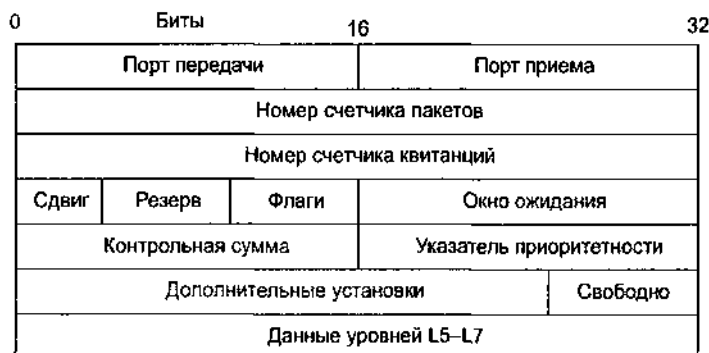 0 Биты 16 32
Порт передачи Порт приема
Номер счетчика пакетов
Номер счетчика квитанций
Сдвиг Резерв Флаги Окно ожидания
Контрольная сумма Указатель приоритетности
Дополнительные установки Свободно
Данные уровней L5–L7